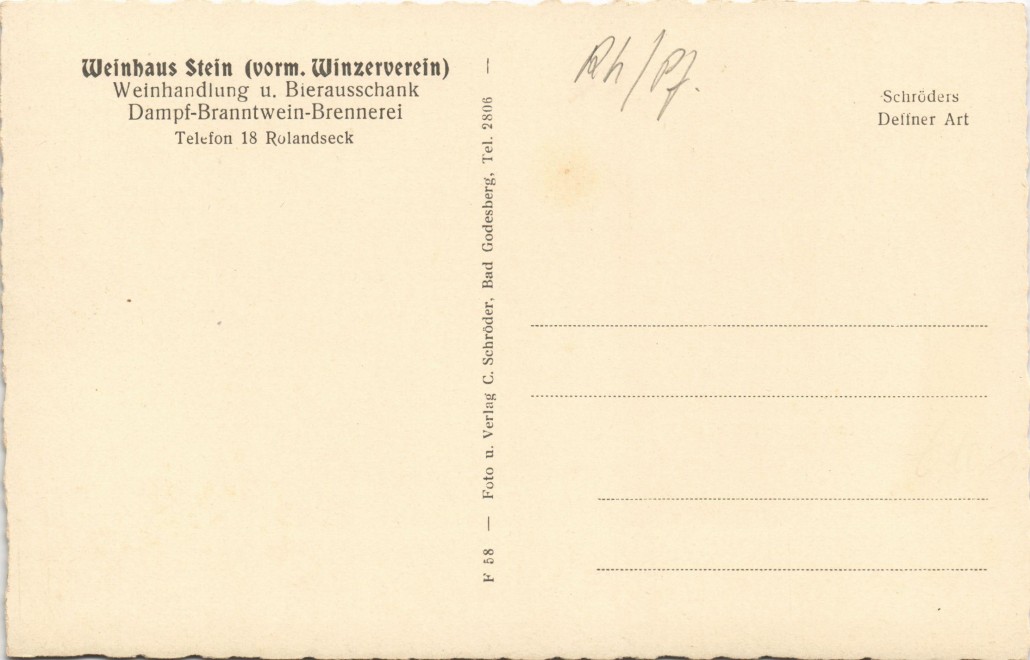 Weinhaus Stein (vorm. Winzerverein)
Weinhandlung u. Bierausschank
Dampf-Branntwein-Brennerei
Telefon 18 Rolandseck
F 58 — Foto u. Verlag C. Schröder, Bad Godesberg, Tel. 2806 —
Rh/Pf.
Schröders
Deffner Art